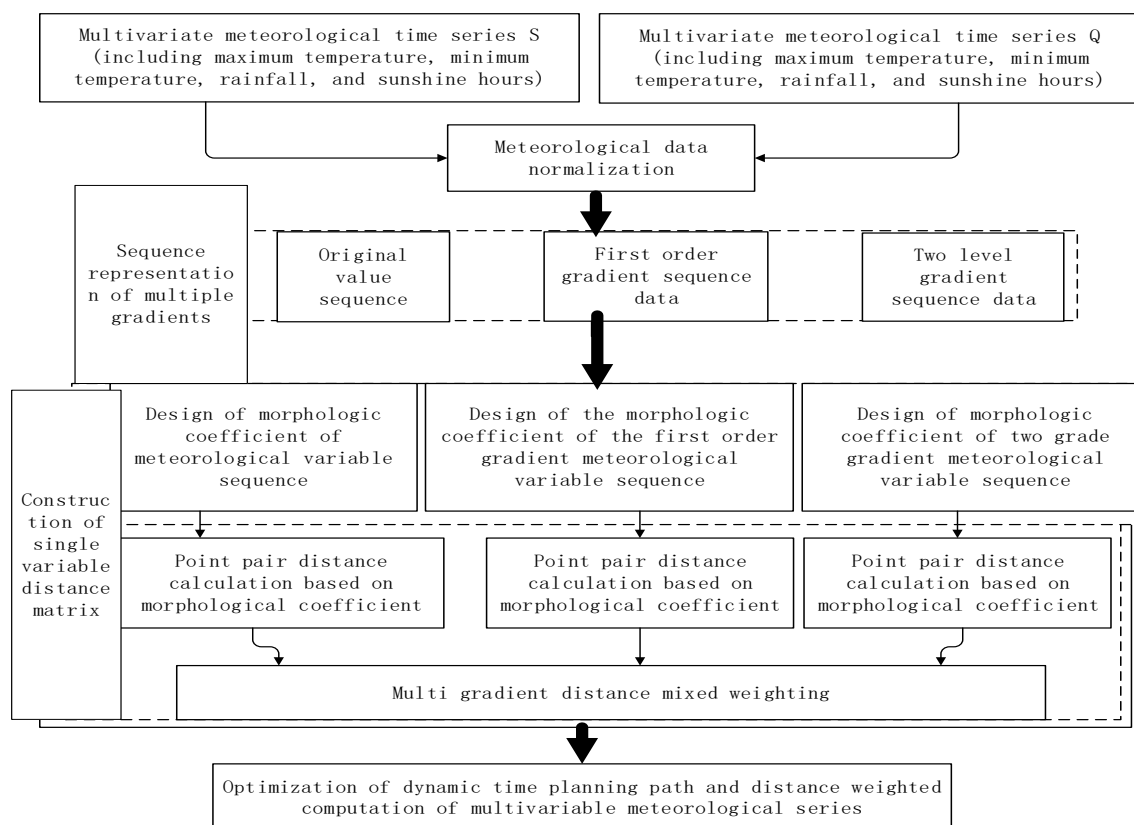 Multivariate meteorological time series S
(including maximum temperature, minimum
temperature, rainfall, and sunshine hours)
Multivariate meteorological time series Q
(including maximum temperature, minimum
temperature, rainfall, and sunshine hours)
Meteorological data
normalization
Sequence
representatio
n of multiple
gradients
Original
value
sequence
First order
gradient sequence
data
Two level
gradient
sequence data
Construc
tion of
single
variable
distance
matrix
Design of morphologic
coefficient of
meteorological variable
sequence
Design of the morphologic
coefficient of the first order
gradient meteorological
variable sequence
Design of morphologic
coefficient of two grade
gradient meteorological
variable sequence
Point pair distance
calculation based on
morphological coefficient
Point pair distance
calculation based on
morphological coefficient
Point pair distance
calculation based on
morphological coefficient
Multi gradient distance mixed weighting
Optimization of dynamic time planning path and distance weighted
computation of multivariable meteorological series